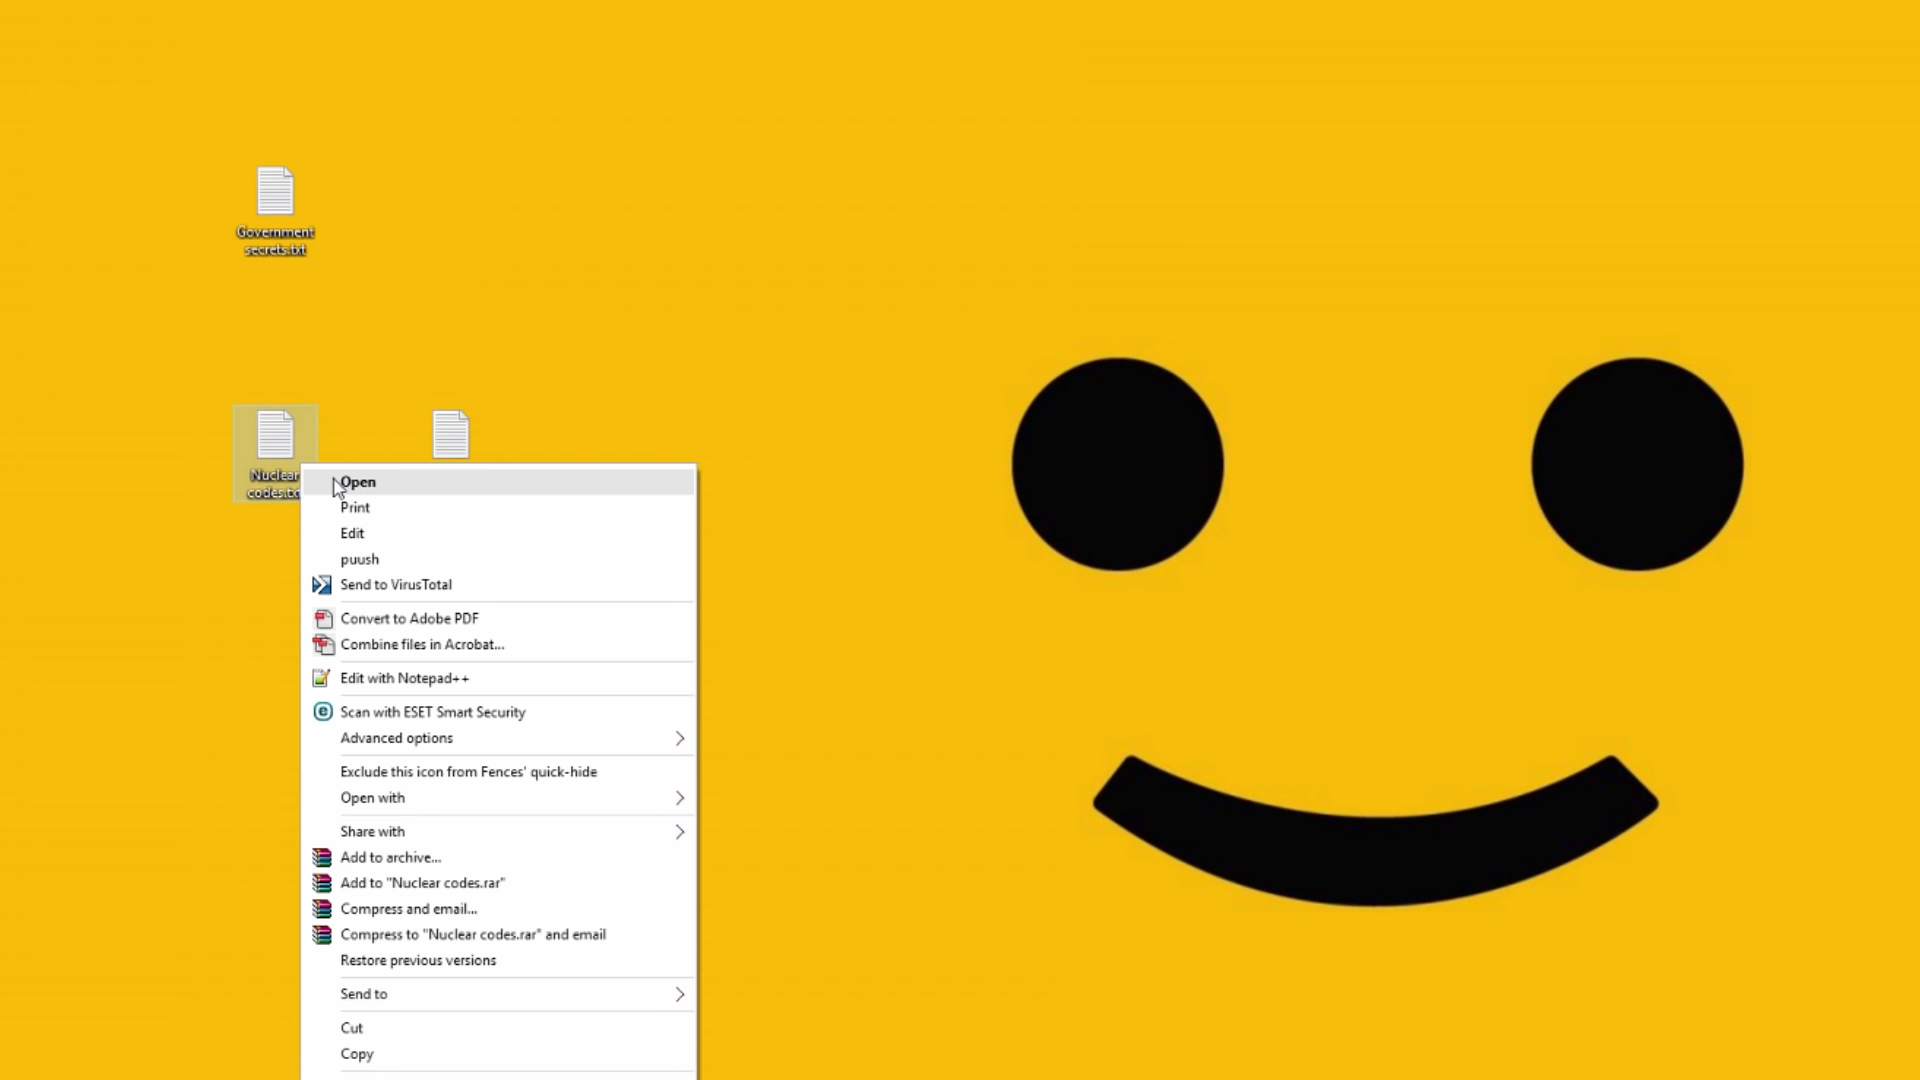 Government
secrets.txt
Nuclear
codes.tx
Open
Print
Edit
puush
Send to VirusTotal
Convert to Adobe PDF
Combine files in Acrobat...
Edit with Notepad++
Scan with ESET Smart Security
Advanced options
Exclude this icon from Fences' quick-hide
Open with
Share with
Add to archive...
Add to "Nuclear codes.rar"
Compress and email...
Compress to "Nuclear codes.rar" and email
Restore previous versions
Send to
Cut
Copy